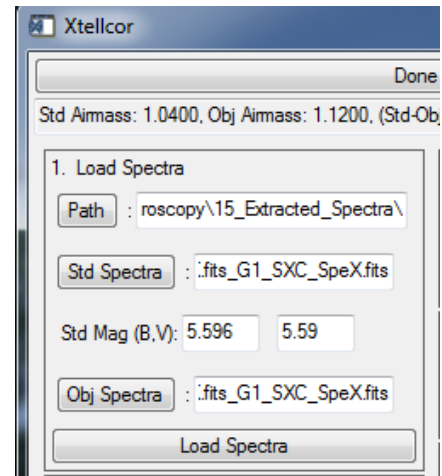 Xtellcor
Done
Std Airmass: 1.0400, Obj Airmass: 1.1200, (Std-Obj
1. Load Spectra
Path : roscopy\15_Extracted_Spectra\
Std Spectra : .fits_G1_SXC_SpeX.fits
Std Mag (B,V): 5.596 5.59
Obj Spectra : .fits_G1_SXC_SpeX.fits
Load Spectra